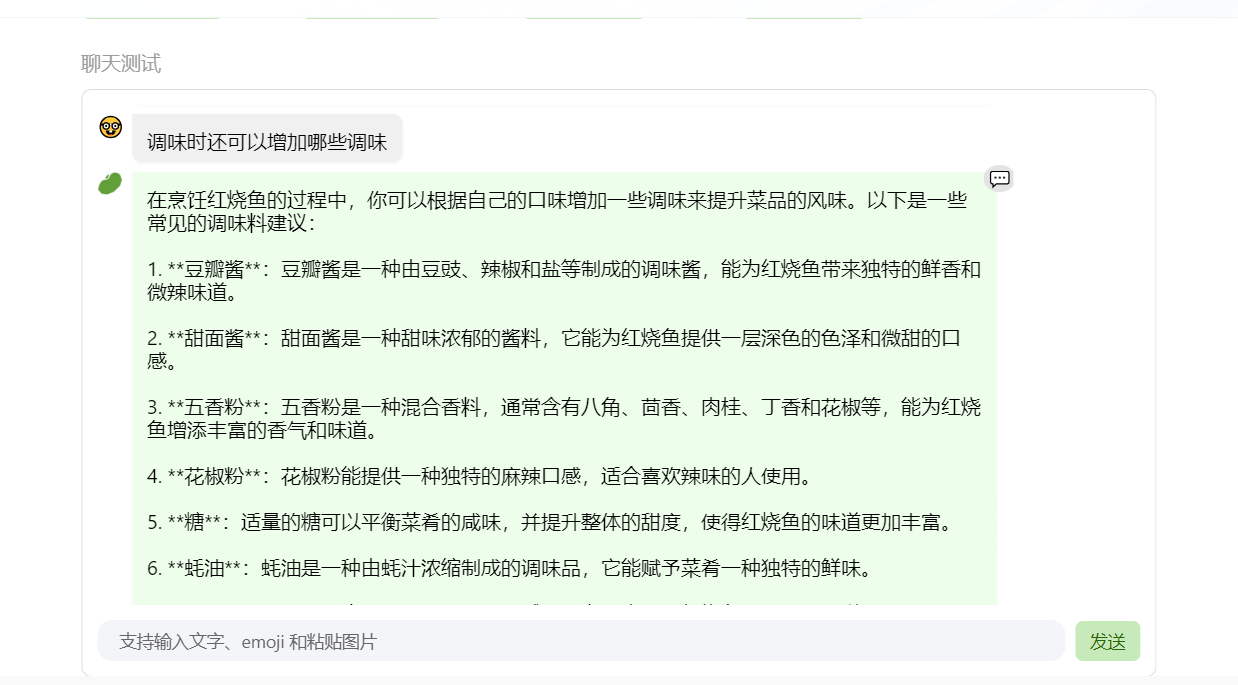 聊天测试
调味时还可以增加哪些调味
在烹饪红烧鱼的过程中，你可以根据自己的口味增加一些调味来提升菜品的风味。以下是一些
常见的调味料建议：
1. **豆瓣酱**：豆瓣酱是一种由豆豉、辣椒和盐等制成的调味酱，能为红烧鱼带来独特的鲜香和
微辣味道。
2. **甜面酱**：甜面酱是一种甜味浓郁的酱料，它能为红烧鱼提供一层深色的色泽和微甜的口
感。
3. **五香粉**：五香粉是一种混合香料，通常含有八角、茴香、肉桂、丁香和花椒等，能为红烧
鱼增添丰富的香气和味道。
4. **花椒粉**：花椒粉能提供一种独特的麻辣口感，适合喜欢辣味的人使用。
5. **糖**：适量的糖可以平衡菜肴的咸味，并提升整体的甜度，使得红烧鱼的味道更加丰富。
6. **蚝油**：蚝油是一种由蚝汁浓缩制成的调味品，它能赋予菜肴一种独特的鲜味。
支持输入文字、emoji 和粘贴图片
发送